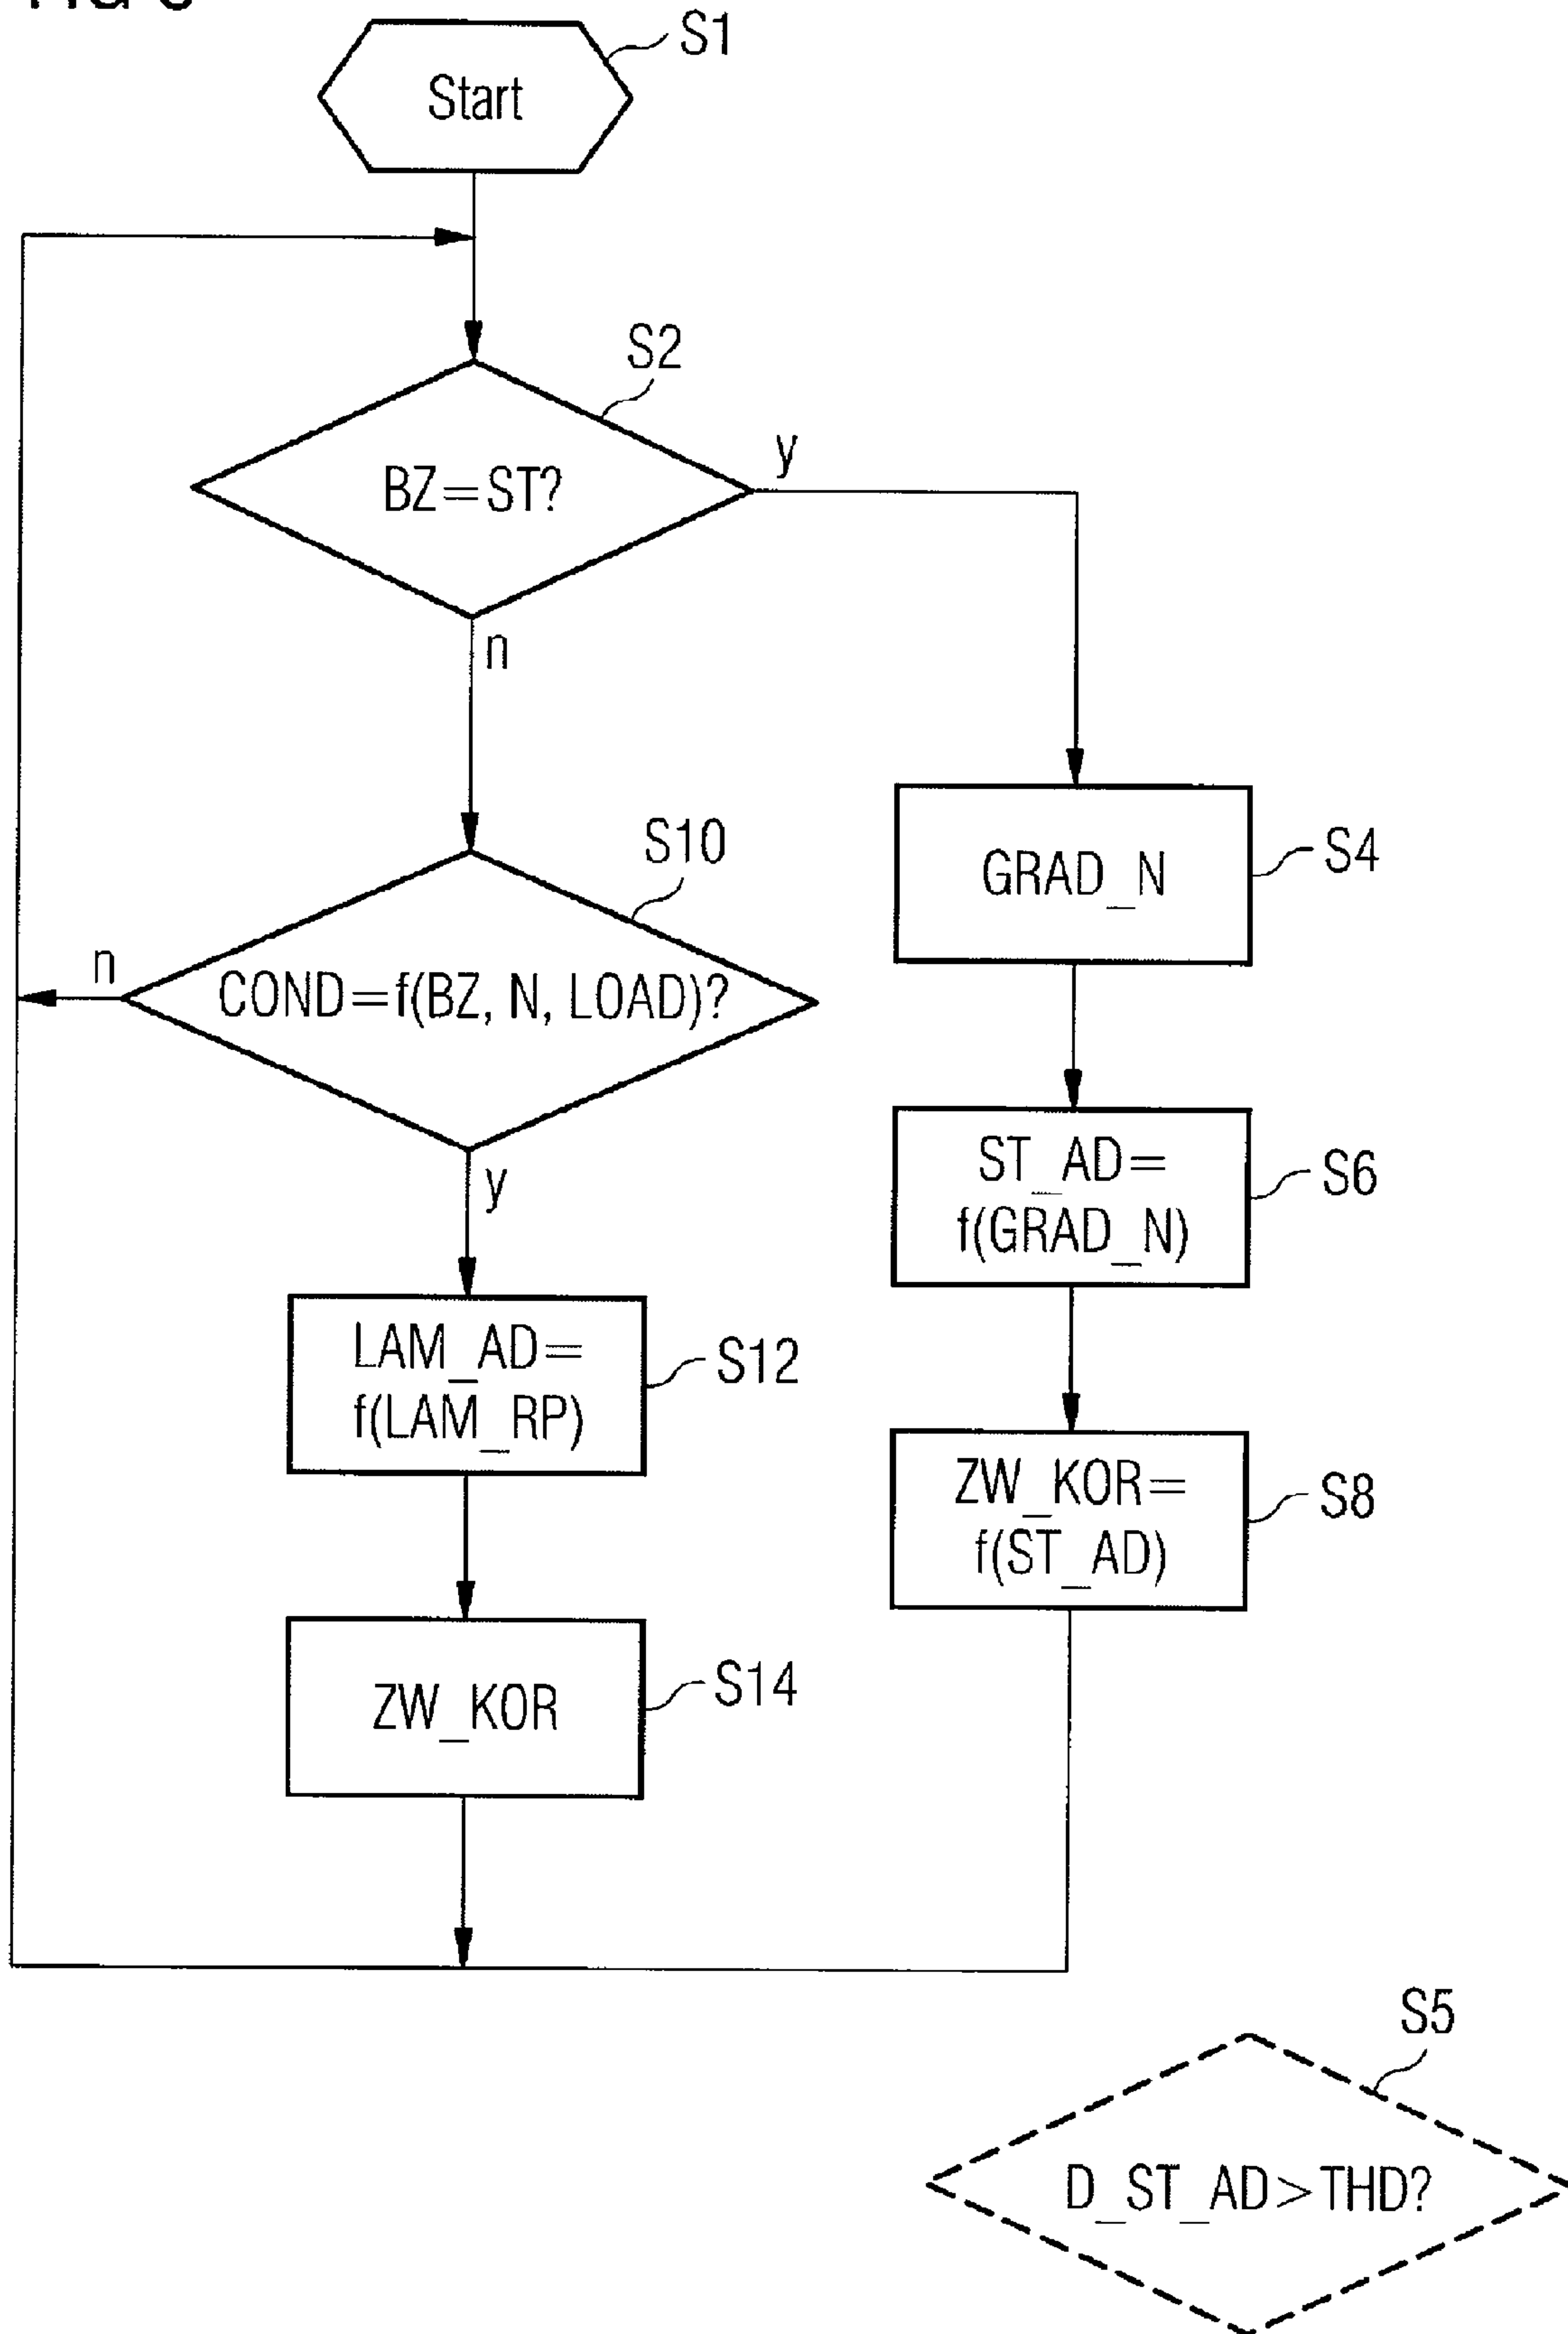 Start
S1
S2
BZ=ST?
y
n
S10
COND=f(BZ, N, LOAD)?
n
y
GRAD_N
S4
ST_AD=
f(GRAD_N)
S6
LAM_AD=
f(LAM_RP)
S12
ZW_KOR=
f(ST_AD)
S8
ZW_KOR
S14
S5
D_ST_AD>THD?